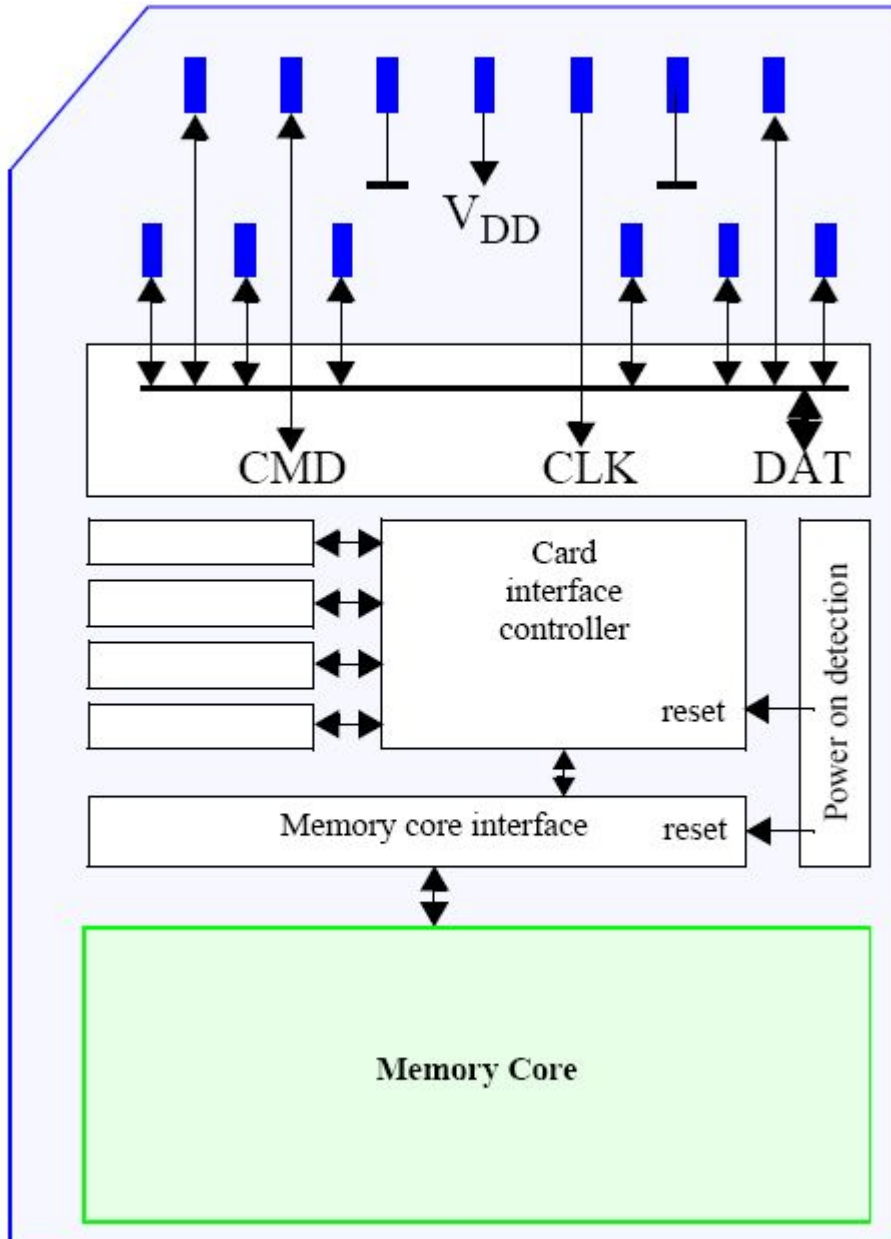 VDD
CMD
CLK
DAT
Card
interface
controller
reset
Power on detection
Memory core interface
reset
Memory Core